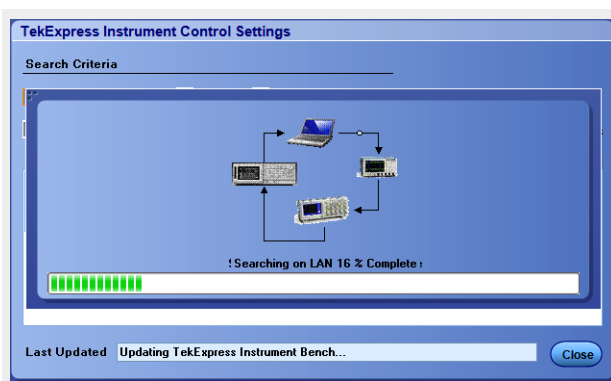 TekExpress Instrument Control Settings
Search Criteria
Searching on LAN 16 % Complete
Last Updated Updating TekExpress Instrument Bench...
Close